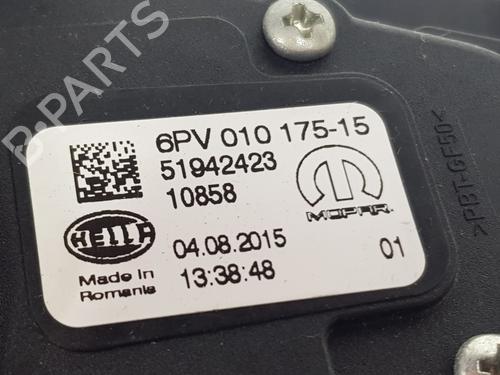 6PV 010 175-15
51942423
10858
MOPAR
HELLA
04.08.2015
Made In
Romania
13:38:48
01
>PBT-GF50<
B-PARTS